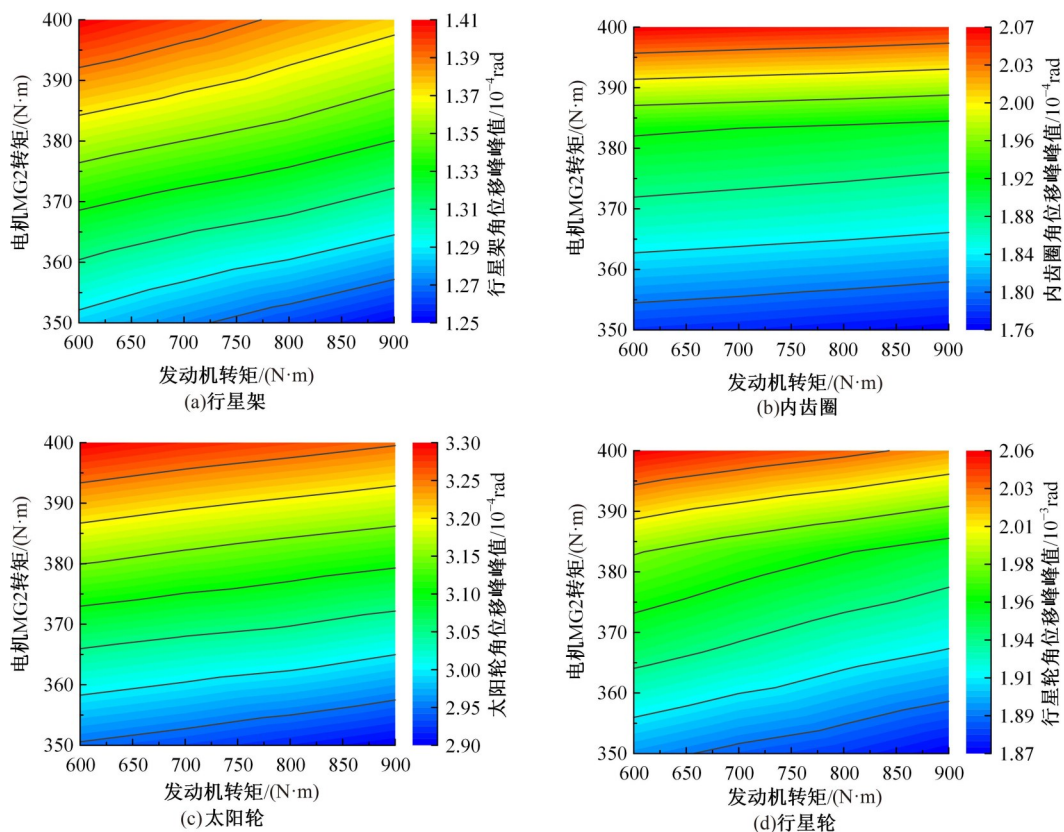 400
390
380
370
360
350
电机MG2转矩/(N·m)
600 650 700 750 800 850 900
发动机转矩/(N·m)
(a)行星架
1.41
1.37
1.35
1.33
1.31
1.29
1.27
1.25
行星架角位移峰峰值/10⁻⁴rad
400
390
380
370
360
350
电机MG2转矩/(N·m)
600 650 700 750 800 850 900
发动机转矩/(N·m)
(b)内齿圈
2.07
2.03
2.00
1.96
1.92
1.88
1.84
1.80
1.76
内齿圈角位移峰峰值/10⁻⁴rad
400
390
380
370
360
350
电机MG2转矩/(N·m)
600 650 700 750 800 850 900
发动机转矩/(N·m)
(c)太阳轮
3.30
3.25
3.20
3.15
3.10
3.05
3.00
2.95
2.90
太阳轮角位移峰峰值/10⁻⁴rad
400
390
380
370
360
350
电机MG2转矩/(N·m)
600 650 700 750 800 850 900
发动机转矩/(N·m)
(d)行星轮
2.06
2.03
2.01
1.98
1.96
1.94
1.91
1.89
1.87
行星轮角位移峰峰值/10⁻³rad